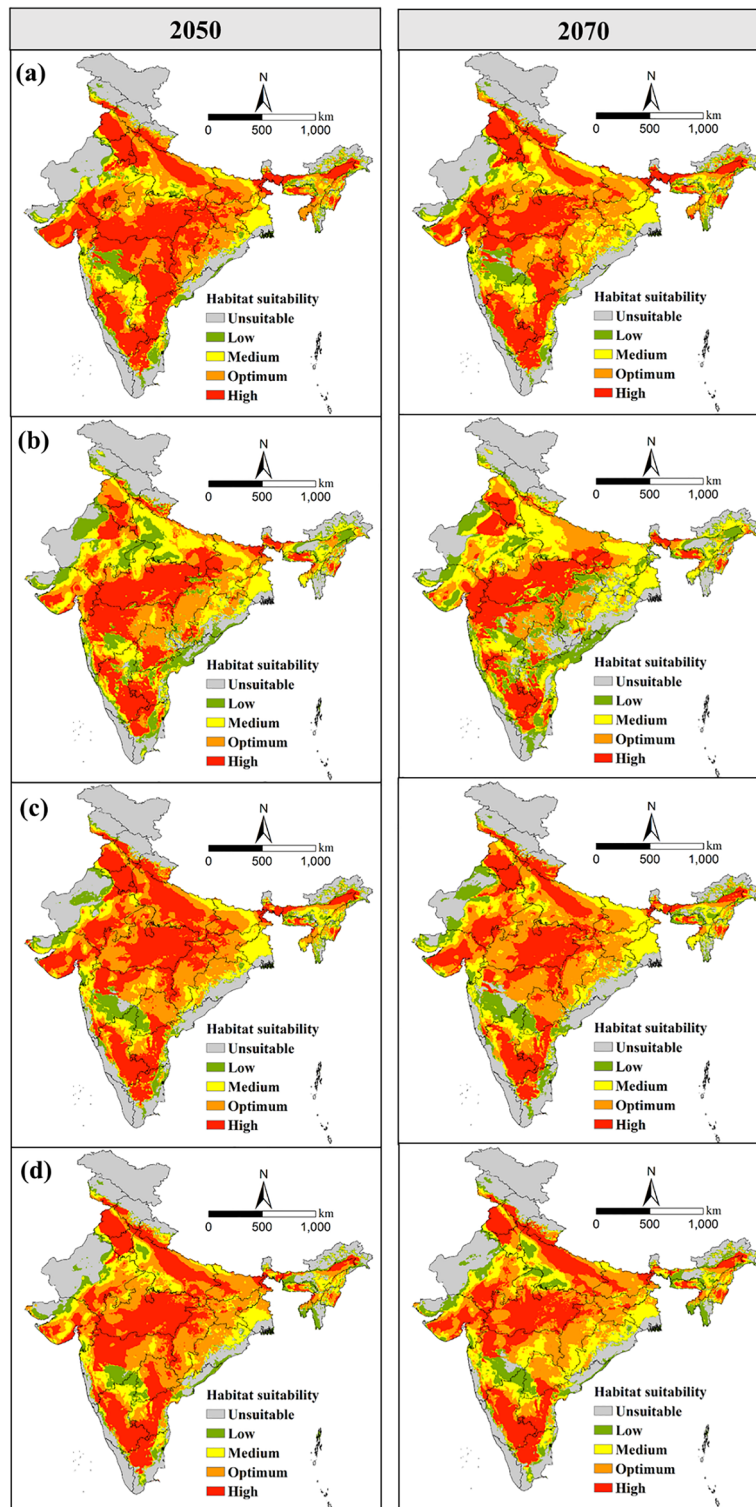 2050
2070
(a)
N
km
0 500 1,000
Habitat suitability
Unsuitable
Low
Medium
Optimum
High
N
km
0 500 1,000
Habitat suitability
Unsuitable
Low
Medium
Optimum
High
(b)
N
km
0 500 1,000
Habitat suitability
Unsuitable
Low
Medium
Optimum
High
N
km
0 500 1,000
Habitat suitability
Unsuitable
Low
Medium
Optimum
High
(c)
N
km
0 500 1,000
Habitat suitability
Unsuitable
Low
Medium
Optimum
High
N
km
0 500 1,000
Habitat suitability
Unsuitable
Low
Medium
Optimum
High
(d)
N
km
0 500 1,000
Habitat suitability
Unsuitable
Low
Medium
Optimum
High
N
km
0 500 1,000
Habitat suitability
Unsuitable
Low
Medium
Optimum
High